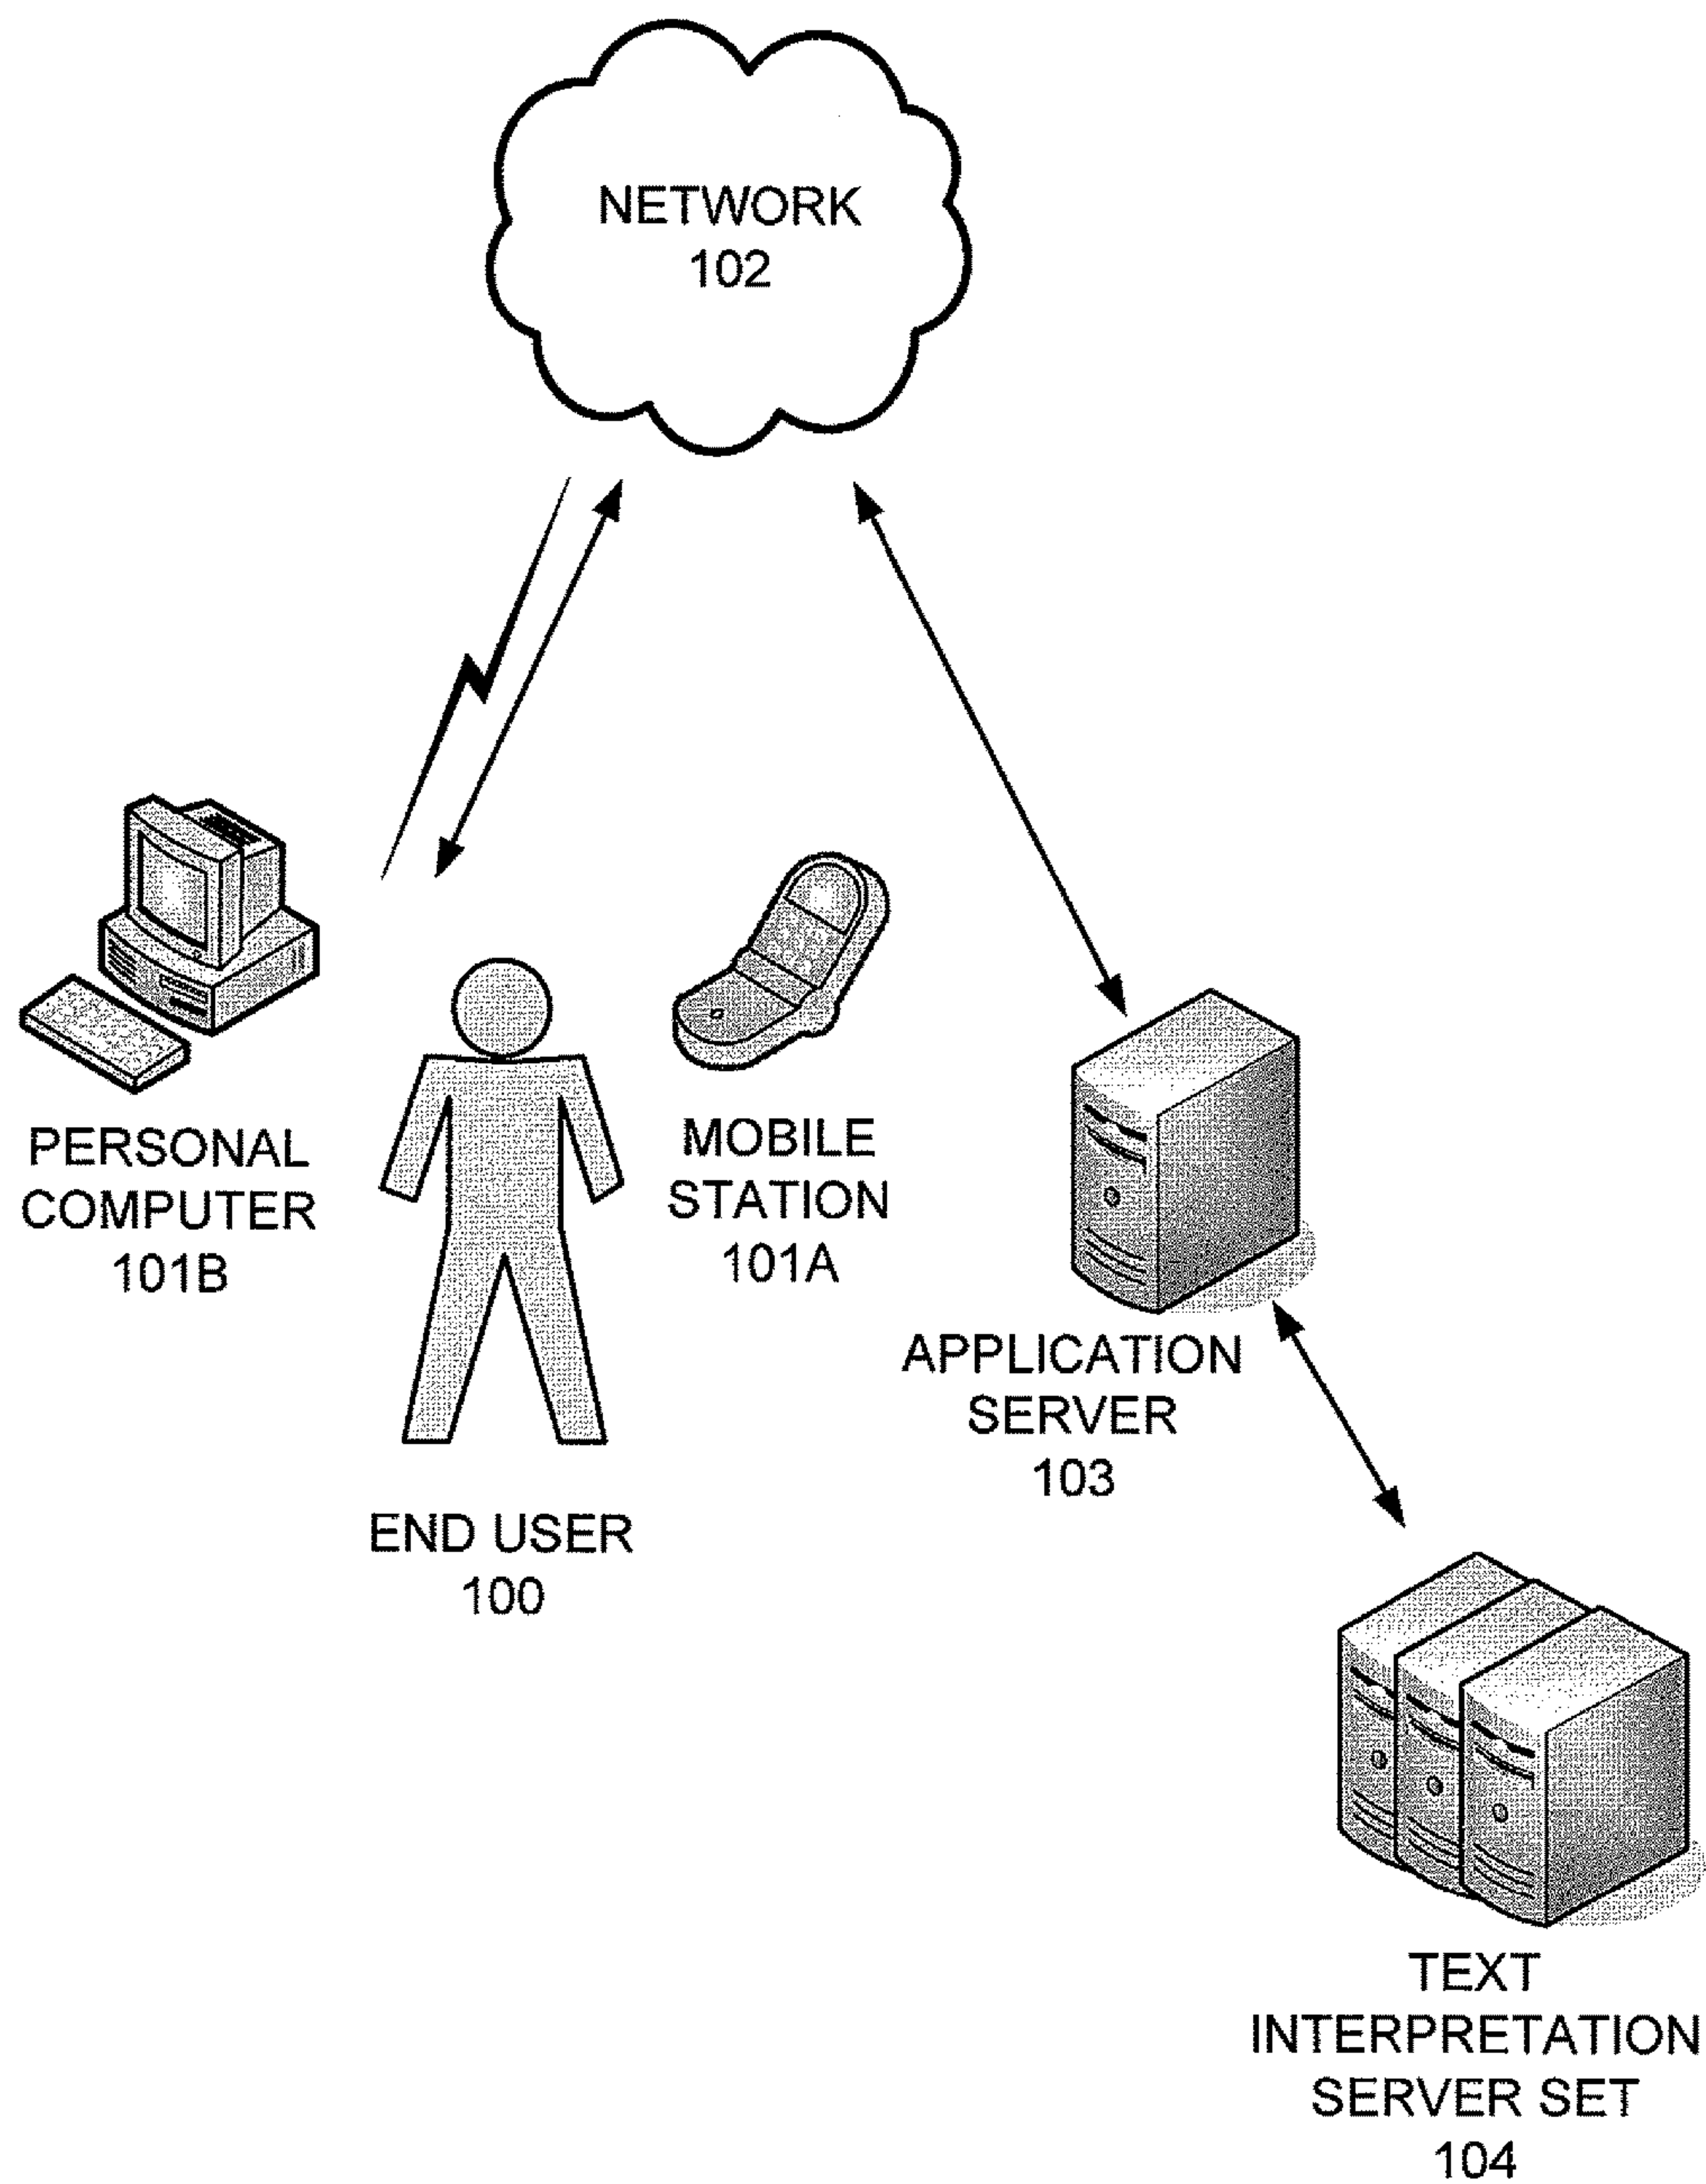 NETWORK
102
PERSONAL
COMPUTER
101B
MOBILE
STATION
101A
END USER
100
APPLICATION
SERVER
103
TEXT
INTERPRETATION
SERVER SET
104